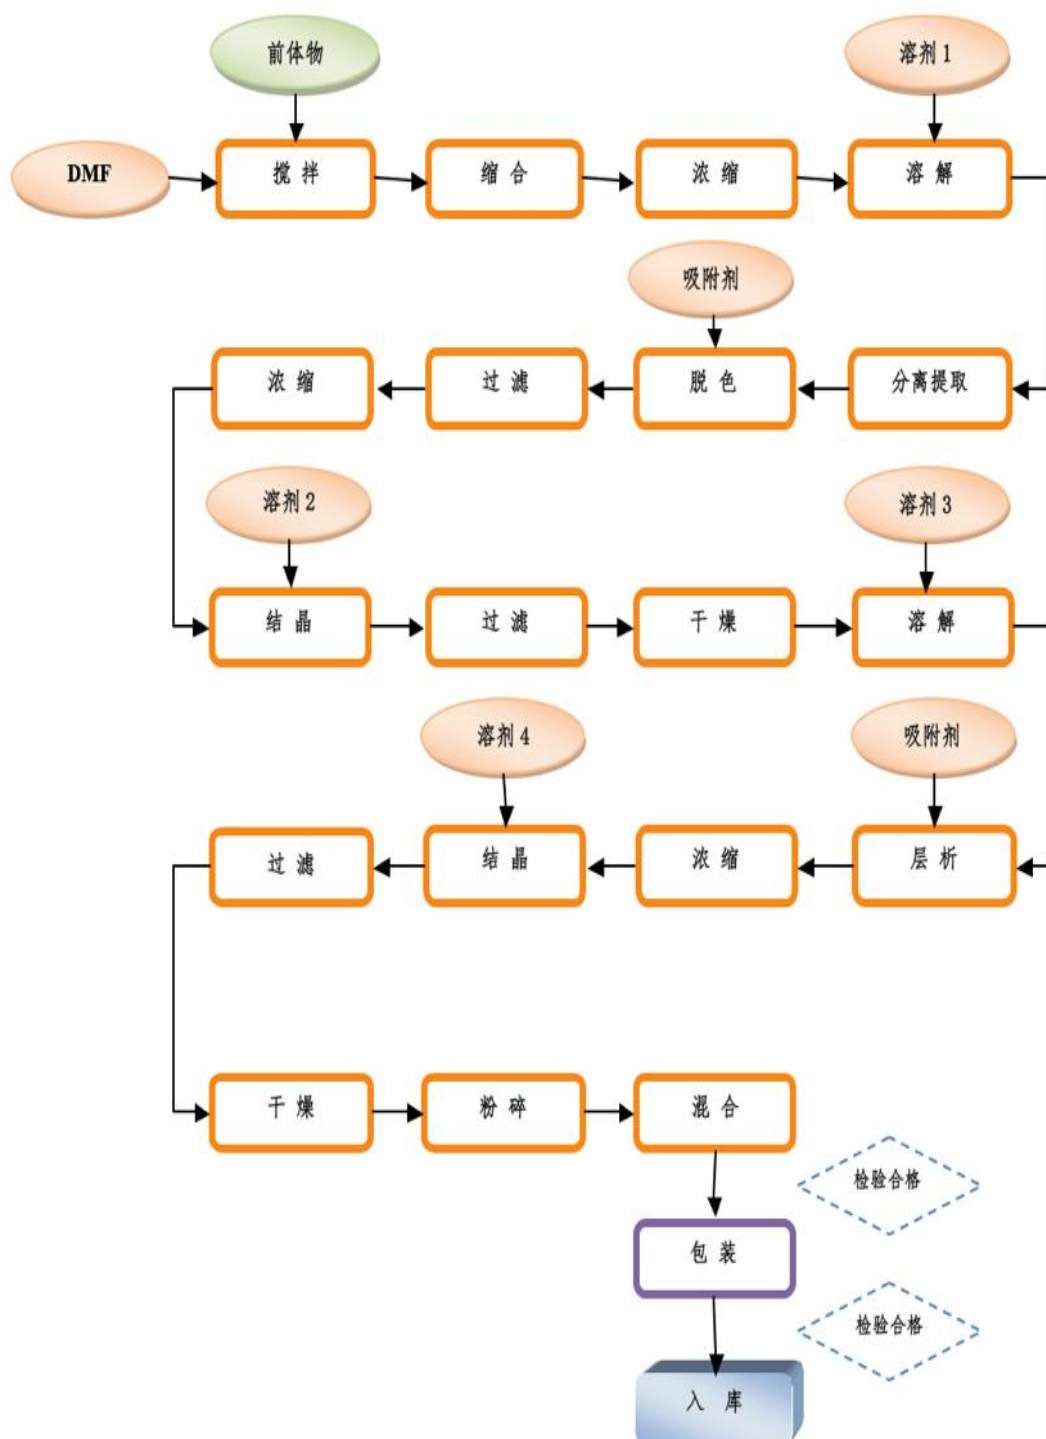 前体物
溶剂 1
DMF
搅 拌
缩 合
浓 缩
溶 解
吸附剂
浓 缩
过 滤
脱 色
分离提取
溶剂 2
溶剂 3
结 晶
过 滤
干 燥
溶 解
溶剂 4
吸附剂
过 滤
结 晶
浓 缩
层 析
干 燥
粉 碎
混 合
检验合格
包 装
检验合格
入 库